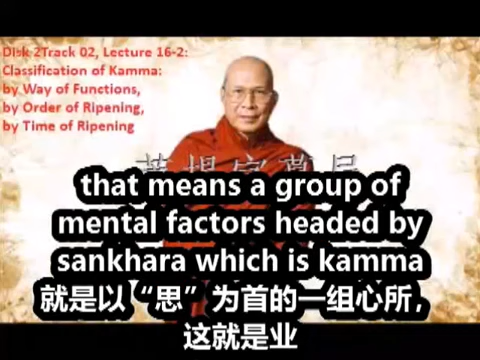 Disk 2Track 02, Lecture 16-2:
Classification of Kamma:
by Way of Functions,
by Order of Ripening,
by Time of Ripening
that means a group of
mental factors headed by
sankhara which is kamma
就是以“思”为首的一组心所，
这就是业